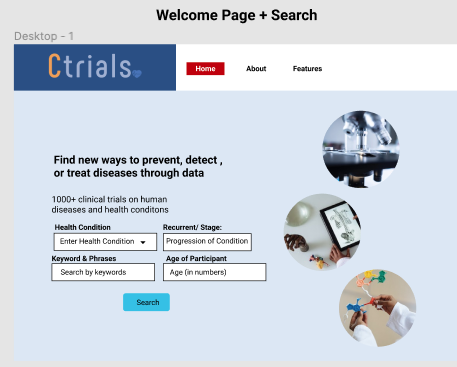 Welcome Page + Search
Desktop - 1
Ctrials
Home About Features
Find new ways to prevent, detect ,
or treat diseases through data
1000+ clinical trials on human
diseases and health conditons
Health Condition Recurrent/ Stage:
Enter Health Condition Progression of Condition
Keyword & Phrases Age of Participant
Search by keywords Age (in numbers)
Search